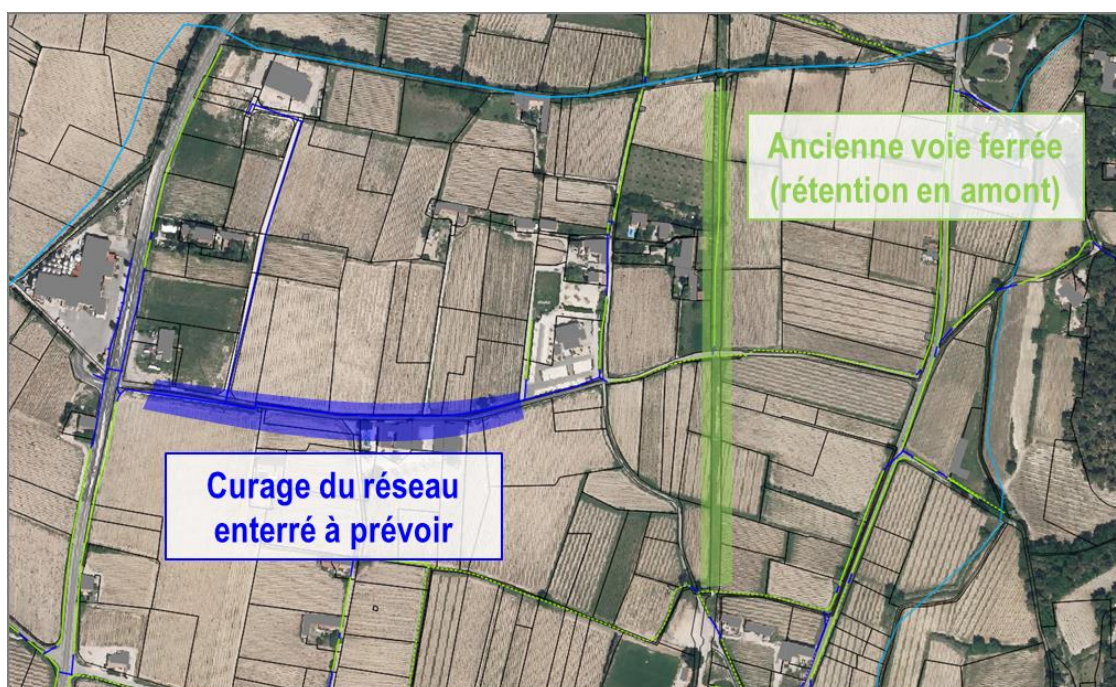 Ancienne voie ferrée
(rétention en amont)
Curage du réseau
enterré à prévoir